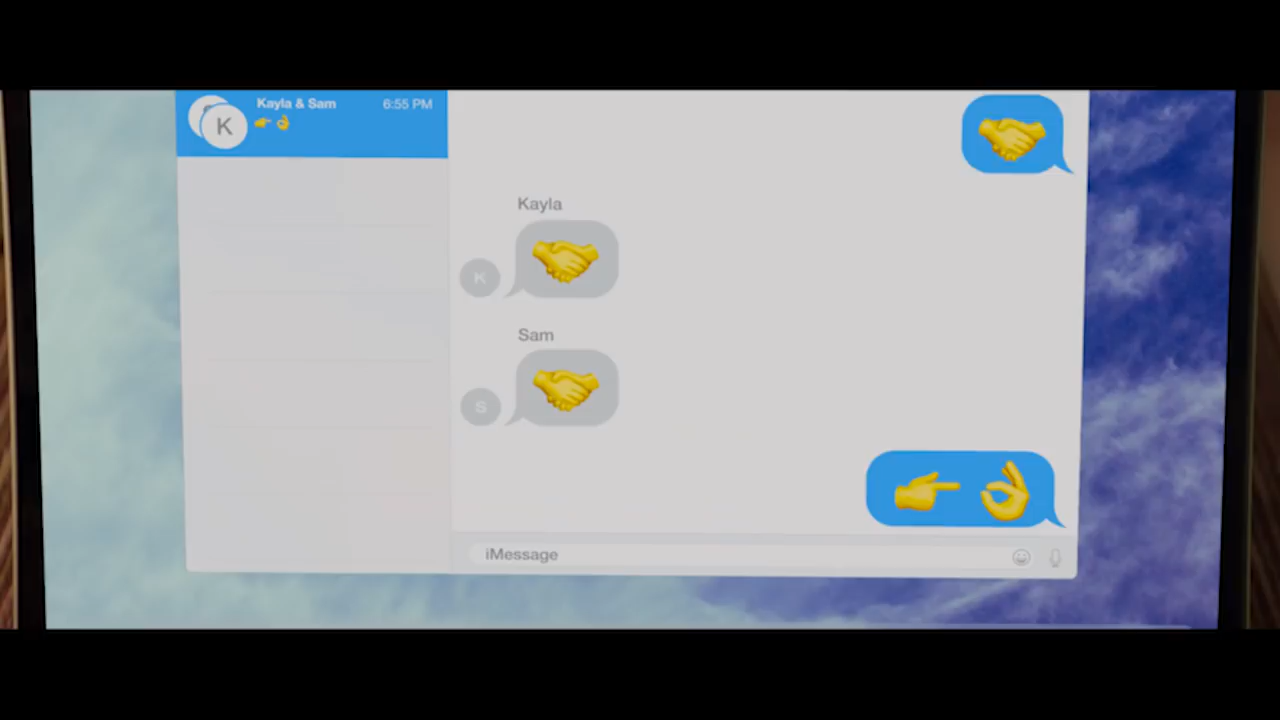 Kayla & Sam
6:55 PM
👉 👌
K
🤝
Kayla
K
🤝
Sam
S
🤝
👉 👌
iMessage